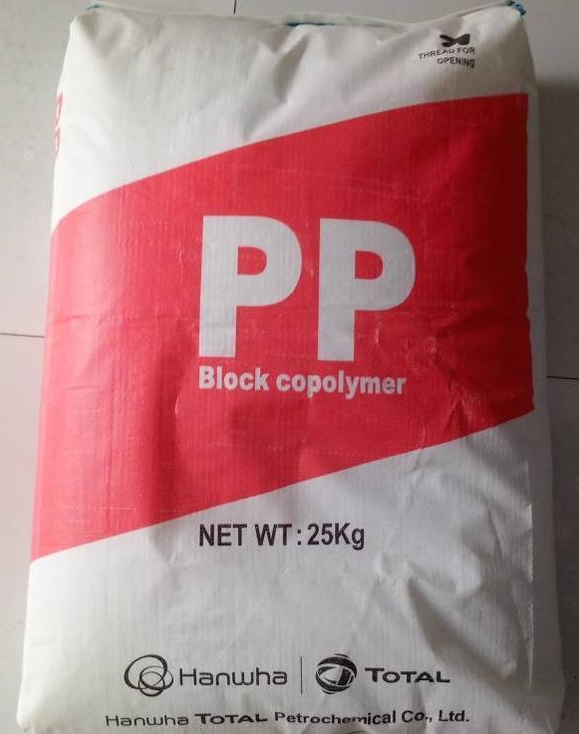 THREAD FOR
OPENING
PP
Block copolymer
NET WT: 25Kg
Hanwha TOTAL
Hanwha TOTAL Petrochemical Co., Ltd.